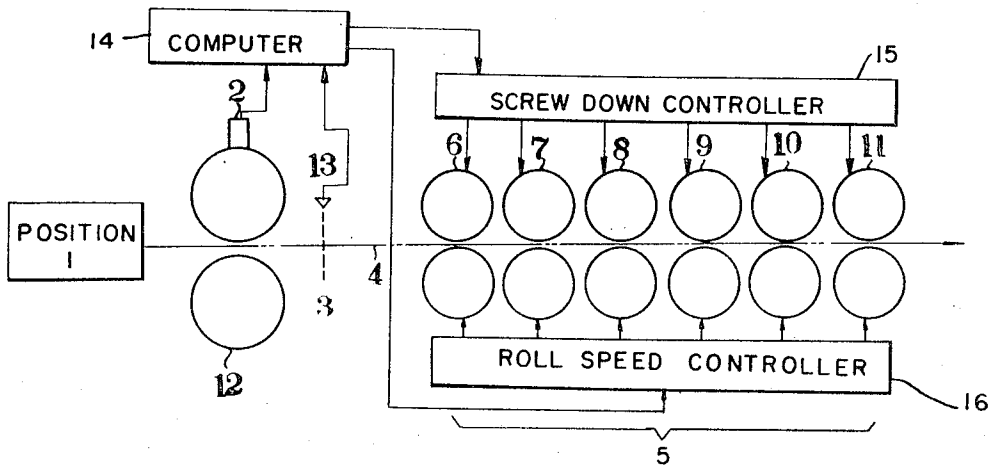 14
COMPUTER
15
SCREW DOWN CONTROLLER
2
13
6 7 8 9 10 11
POSITION
1
4
3
12
ROLL SPEED CONTROLLER
16
5